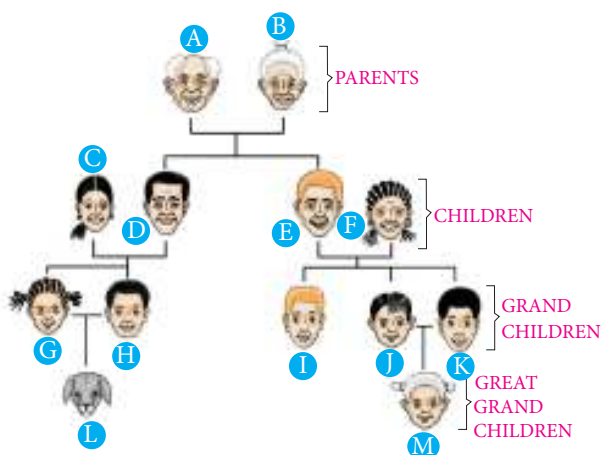 A
B
PARENTS
C
D
E
F
CHILDREN
G
H
I
J
K
GRAND
CHILDREN
L
M
GREAT
GRAND
CHILDREN